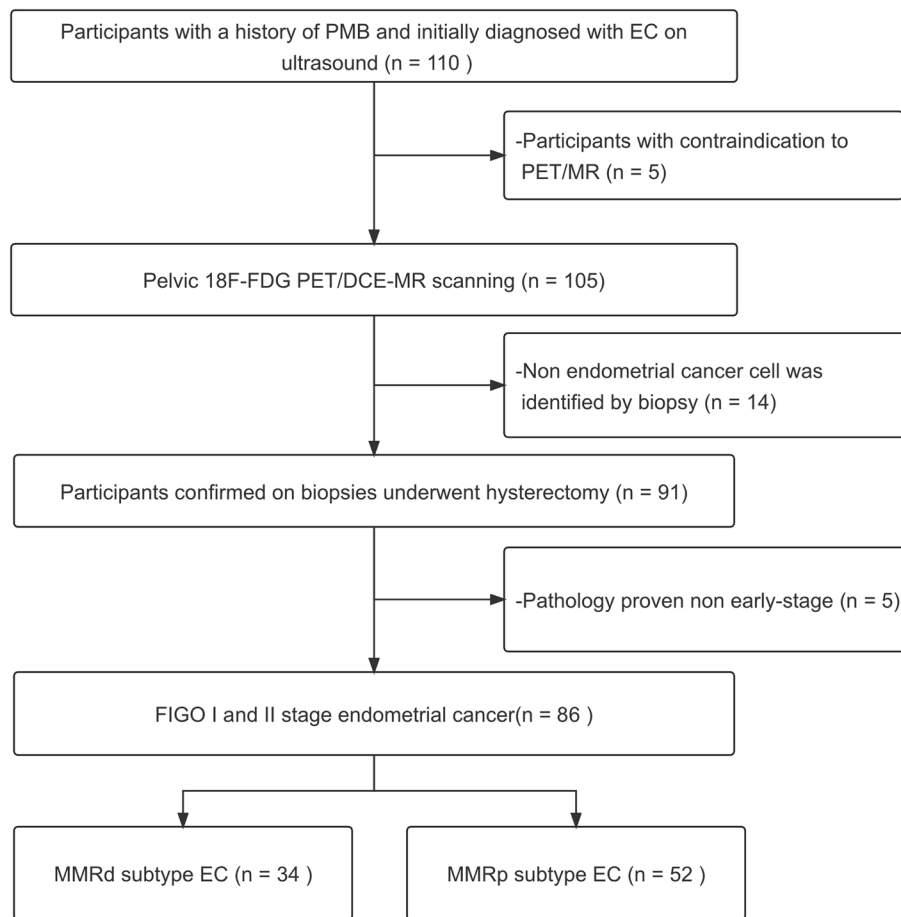 Participants with a history of PMB and initially diagnosed with EC on
ultrasound (n = 110 )
-Participants with contraindication to
PET/MR (n = 5)
Pelvic 18F-FDG PET/DCE-MR scanning (n = 105)
-Non endometrial cancer cell was
identified by biopsy (n = 14)
Participants confirmed on biopsies underwent hysterectomy (n = 91)
-Pathology proven non early-stage (n = 5)
FIGO I and II stage endometrial cancer(n = 86 )
MMRd subtype EC (n = 34 )
MMRp subtype EC (n = 52 )